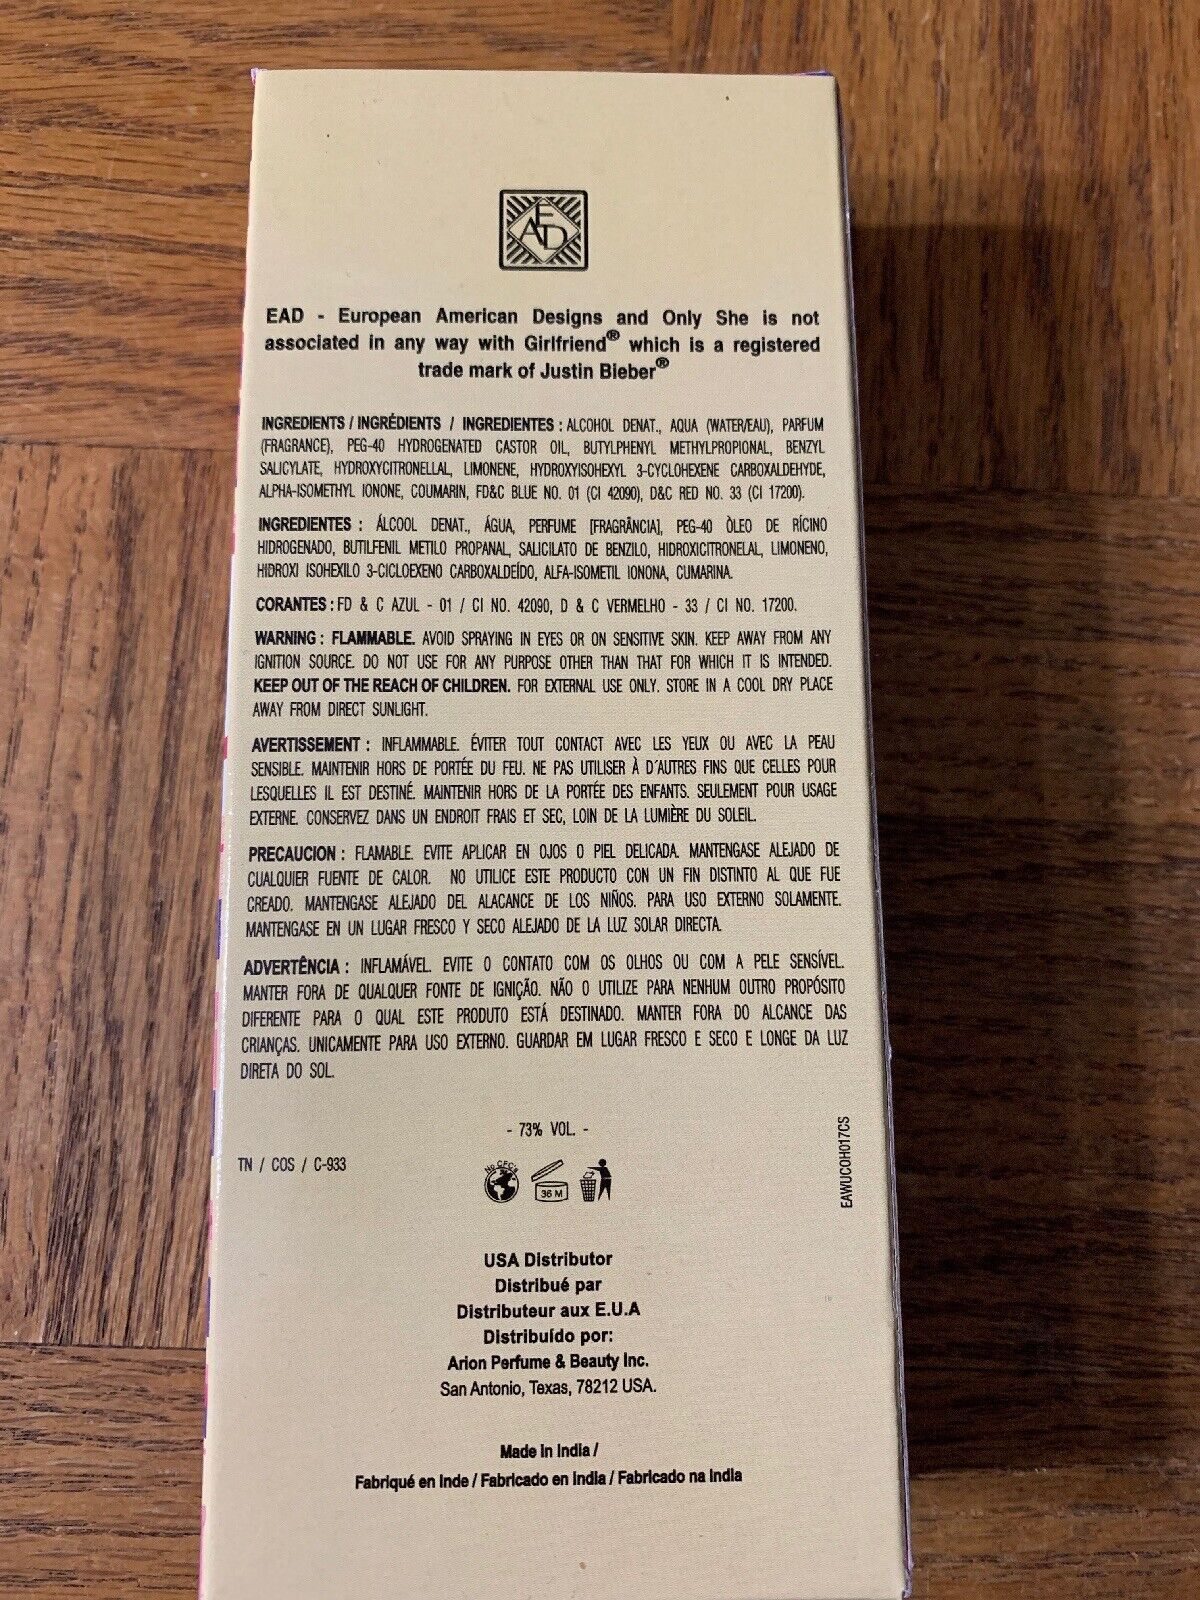 EAD
EAD - European American Designs and Only She is not
associated in any way with Girlfriend® which is a registered
trade mark of Justin Bieber®
INGREDIENTS / INGRÉDIENTS / INGREDIENTES : ALCOHOL DENAT., AQUA (WATER/EAU), PARFUM
(FRAGRANCE), PEG-40 HYDROGENATED CASTOR OIL, BUTYLPHENYL METHYLPROPIONAL, BENZYL
SALICYLATE, HYDROXYCITRONELLAL, LIMONENE, HYDROXYISOHEXYL 3-CYCLOHEXENE CARBOXALDEHYDE,
ALPHA-ISOMETHYL IONONE, COUMARIN, FD&C BLUE NO. 01 (CI 42090), D&C RED NO. 33 (CI 17200).
INGREDIENTES : ÁLCOOL DENAT., ÁGUA, PERFUME [FRAGRÂNCIA], PEG-40 ÒLEO DE RÍCINO
HIDROGENADO, BUTILFENIL METILO PROPANAL, SALICILATO DE BENZILO, HIDROXICITRONELAL, LIMONENO,
HIDROXI ISOHEXILO 3-CICLOEXENO CARBOXALDEÍDO, ALFA-ISOMETIL IONONA, CUMARINA.
CORANTES : FD & C AZUL - 01 / CI NO. 42090, D & C VERMELHO - 33 / CI NO. 17200.
WARNING : FLAMMABLE. AVOID SPRAYING IN EYES OR ON SENSITIVE SKIN. KEEP AWAY FROM ANY
IGNITION SOURCE. DO NOT USE FOR ANY PURPOSE OTHER THAN THAT FOR WHICH IT IS INTENDED.
KEEP OUT OF THE REACH OF CHILDREN. FOR EXTERNAL USE ONLY. STORE IN A COOL DRY PLACE
AWAY FROM DIRECT SUNLIGHT.
AVERTISSEMENT : INFLAMMABLE. ÉVITER TOUT CONTACT AVEC LES YEUX OU AVEC LA PEAU
SENSIBLE. MAINTENIR HORS DE PORTÉE DU FEU. NE PAS UTILISER À D'AUTRES FINS QUE CELLES POUR
LESQUELLES IL EST DESTINÉ. MAINTENIR HORS DE LA PORTÉE DES ENFANTS. SEULEMENT POUR USAGE
EXTERNE. CONSERVEZ DANS UN ENDROIT FRAIS ET SEC, LOIN DE LA LUMIÈRE DU SOLEIL.
PRECAUCION : FLAMABLE. EVITE APLICAR EN OJOS O PIEL DELICADA. MANTENGASE ALEJADO DE
CUALQUIER FUENTE DE CALOR. NO UTILICE ESTE PRODUCTO CON UN FIN DISTINTO AL QUE FUE
CREADO. MANTENGASE ALEJADO DEL ALACANCE DE LOS NIÑOS. PARA USO EXTERNO SOLAMENTE.
MANTENGASE EN UN LUGAR FRESCO Y SECO ALEJADO DE LA LUZ SOLAR DIRECTA.
ADVERTÊNCIA : INFLAMÁVEL. EVITE O CONTATO COM OS OLHOS OU COM A PELE SENSÍVEL.
MANTER FORA DE QUALQUER FONTE DE IGNIÇÃO. NÃO O UTILIZE PARA NENHUM OUTRO PROPÓSITO
DIFERENTE PARA O QUAL ESTE PRODUTO ESTÁ DESTINADO. MANTER FORA DO ALCANCE DAS
CRIANÇAS. UNICAMENTE PARA USO EXTERNO. GUARDAR EM LUGAR FRESCO E SECO E LONGE DA LUZ
DIRETA DO SOL.
- 73% VOL. -
TN / COS / C-933
No CFCs
36 M
EAWUCOH017CS
USA Distributor
Distribué par
Distributeur aux E.U.A
Distribuído por:
Arion Perfume & Beauty Inc.
San Antonio, Texas, 78212 USA.
Made in India /
Fabriqué en Inde / Fabricado en India / Fabricado na India